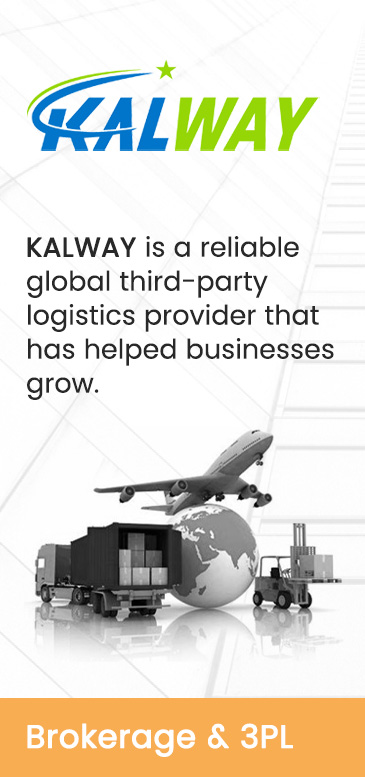 KALWAY
KALWAY is a reliable
global third-party
logistics provider that
has helped businesses
grow.
Brokerage & 3PL